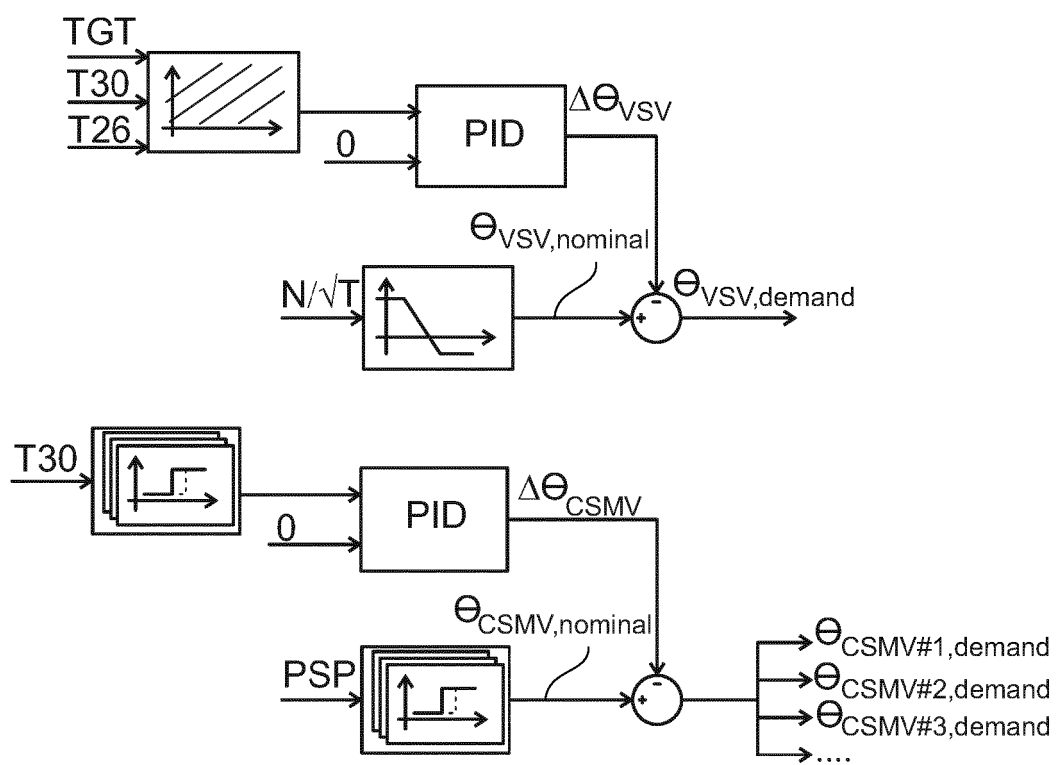 TGT
T30
T26
0
PID
ΔΘVSV
ΘVSV,nominal
N/√T
-
+
ΘVSV,demand
T30
0
PID
ΔΘCSMV
ΘCSMV,nominal
PSP
-
+
ΘCSMV#1,demand
ΘCSMV#2,demand
ΘCSMV#3,demand
....